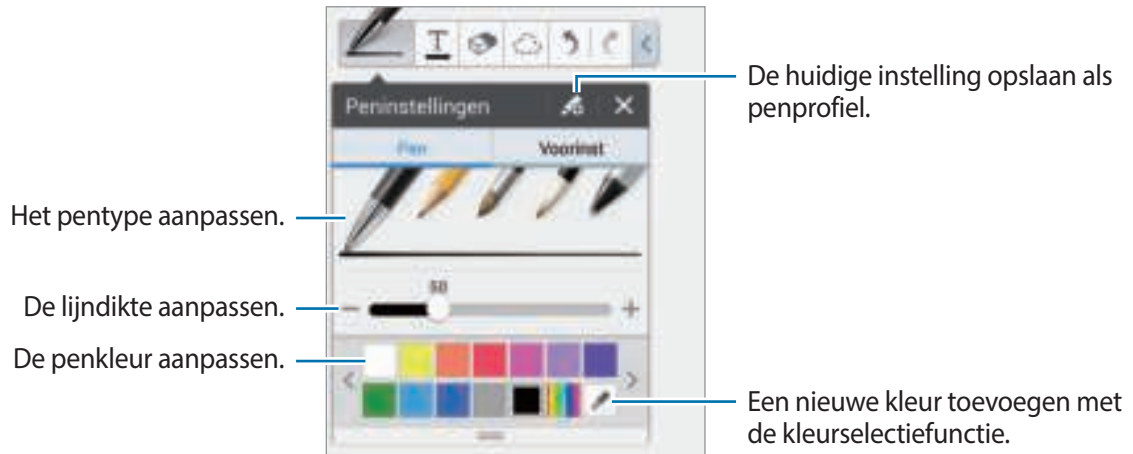 T
De huidige instelling opslaan als
penprofiel.
Peninstellingen
Pen
Voorinst
Het pentype aanpassen.
50
De lijndikte aanpassen.
De penkleur aanpassen.
Een nieuwe kleur toevoegen met
de kleurselectiefunctie.